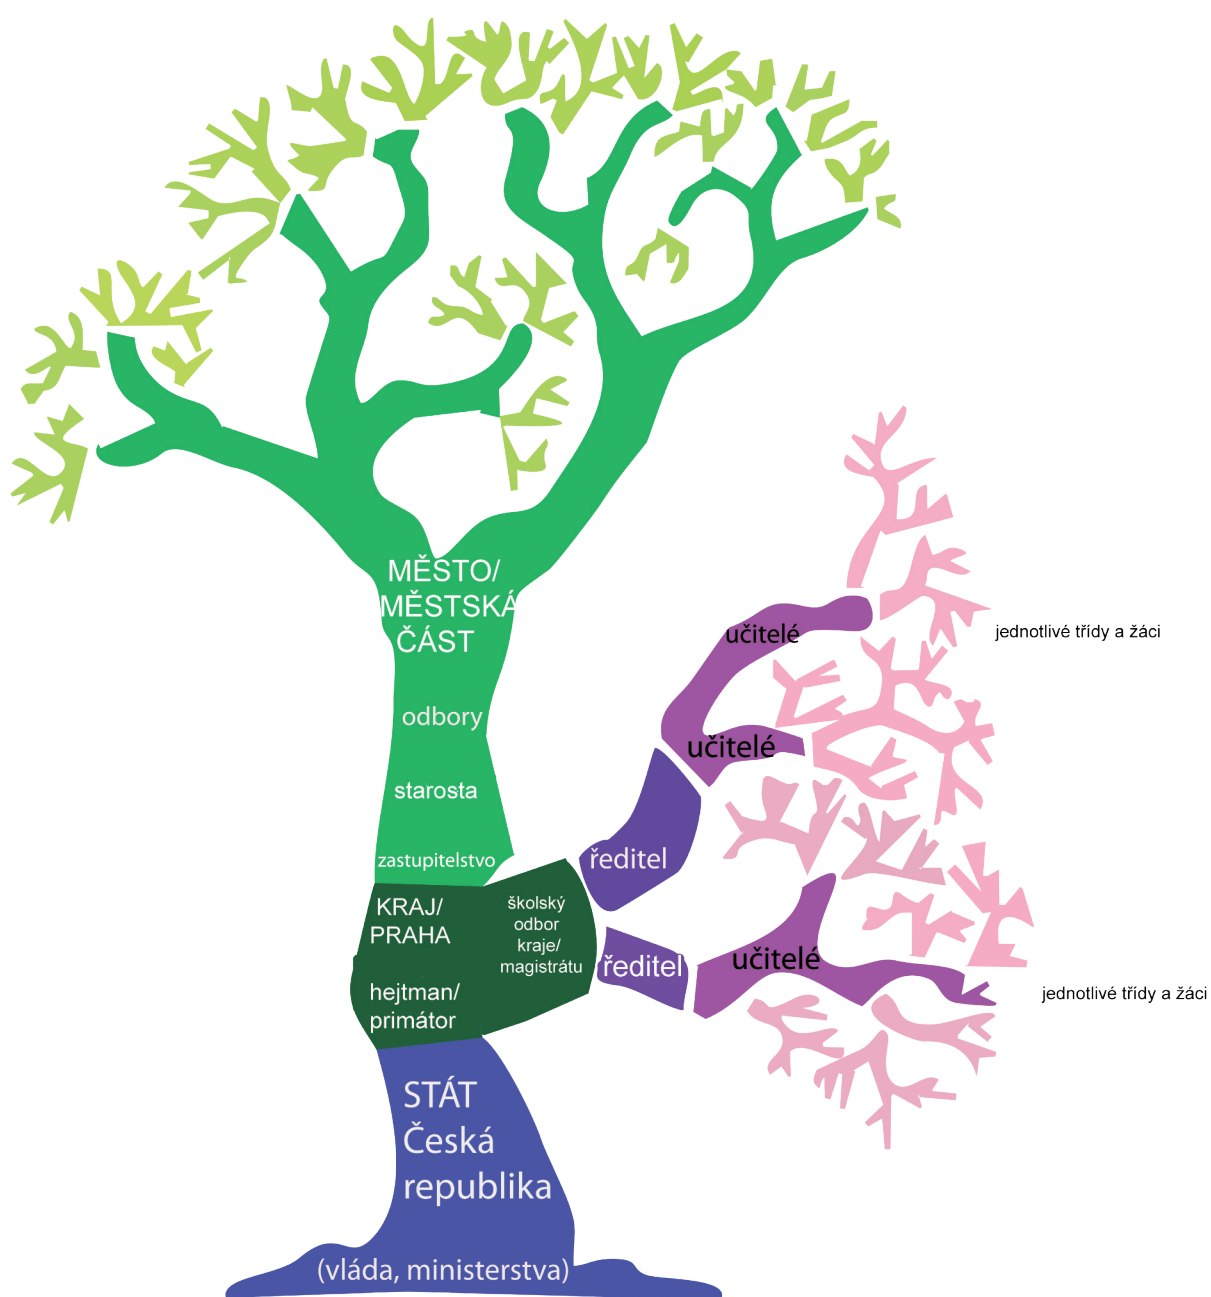 MĚSTO/
MĚSTSKÁ
ČÁST
odbory
starosta
zastupitelstvo
KRAJ/
PRAHA
hejtman/
primátor
školský
odbor
kraje/
magistrátu
ředitel
ředitel
učitelé
učitelé
učitelé
jednotlivé třídy a žáci
jednotlivé třídy a žáci
STÁT
Česká
republika
(vláda, ministerstva)